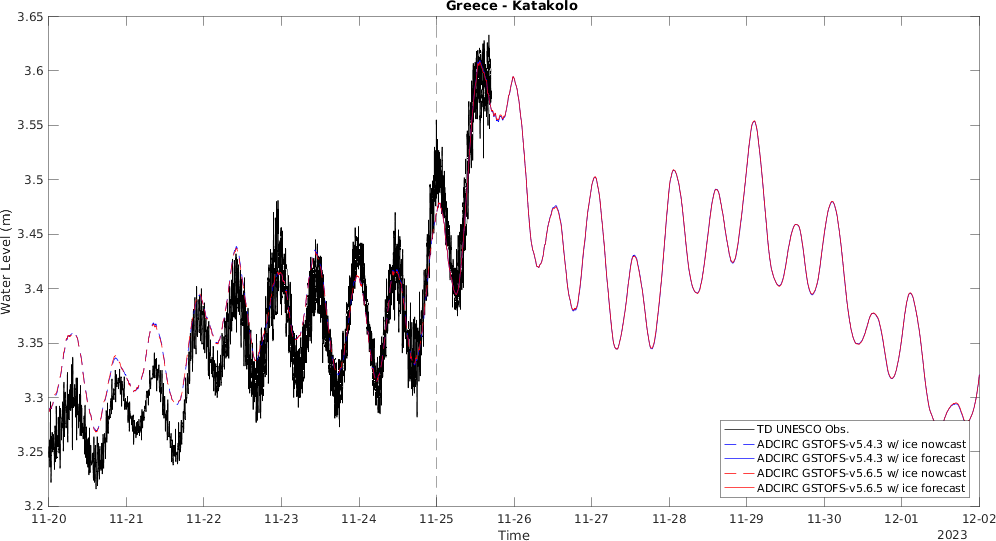 Greece - Katakolo
Water Level (m)
3.65
3.6
3.55
3.5
3.45
3.4
3.35
3.3
3.25
3.2
TD UNESCO Obs.
ADCIRC GSTOFS-v5.4.3 w/ ice nowcast
ADCIRC GSTOFS-v5.4.3 w/ ice forecast
ADCIRC GSTOFS-v5.6.5 w/ ice nowcast
ADCIRC GSTOFS-v5.6.5 w/ ice forecast
11-20 11-21 11-22 11-23 11-24 11-25 11-26 11-27 11-28 11-29 11-30 12-01 12-02
Time
2023